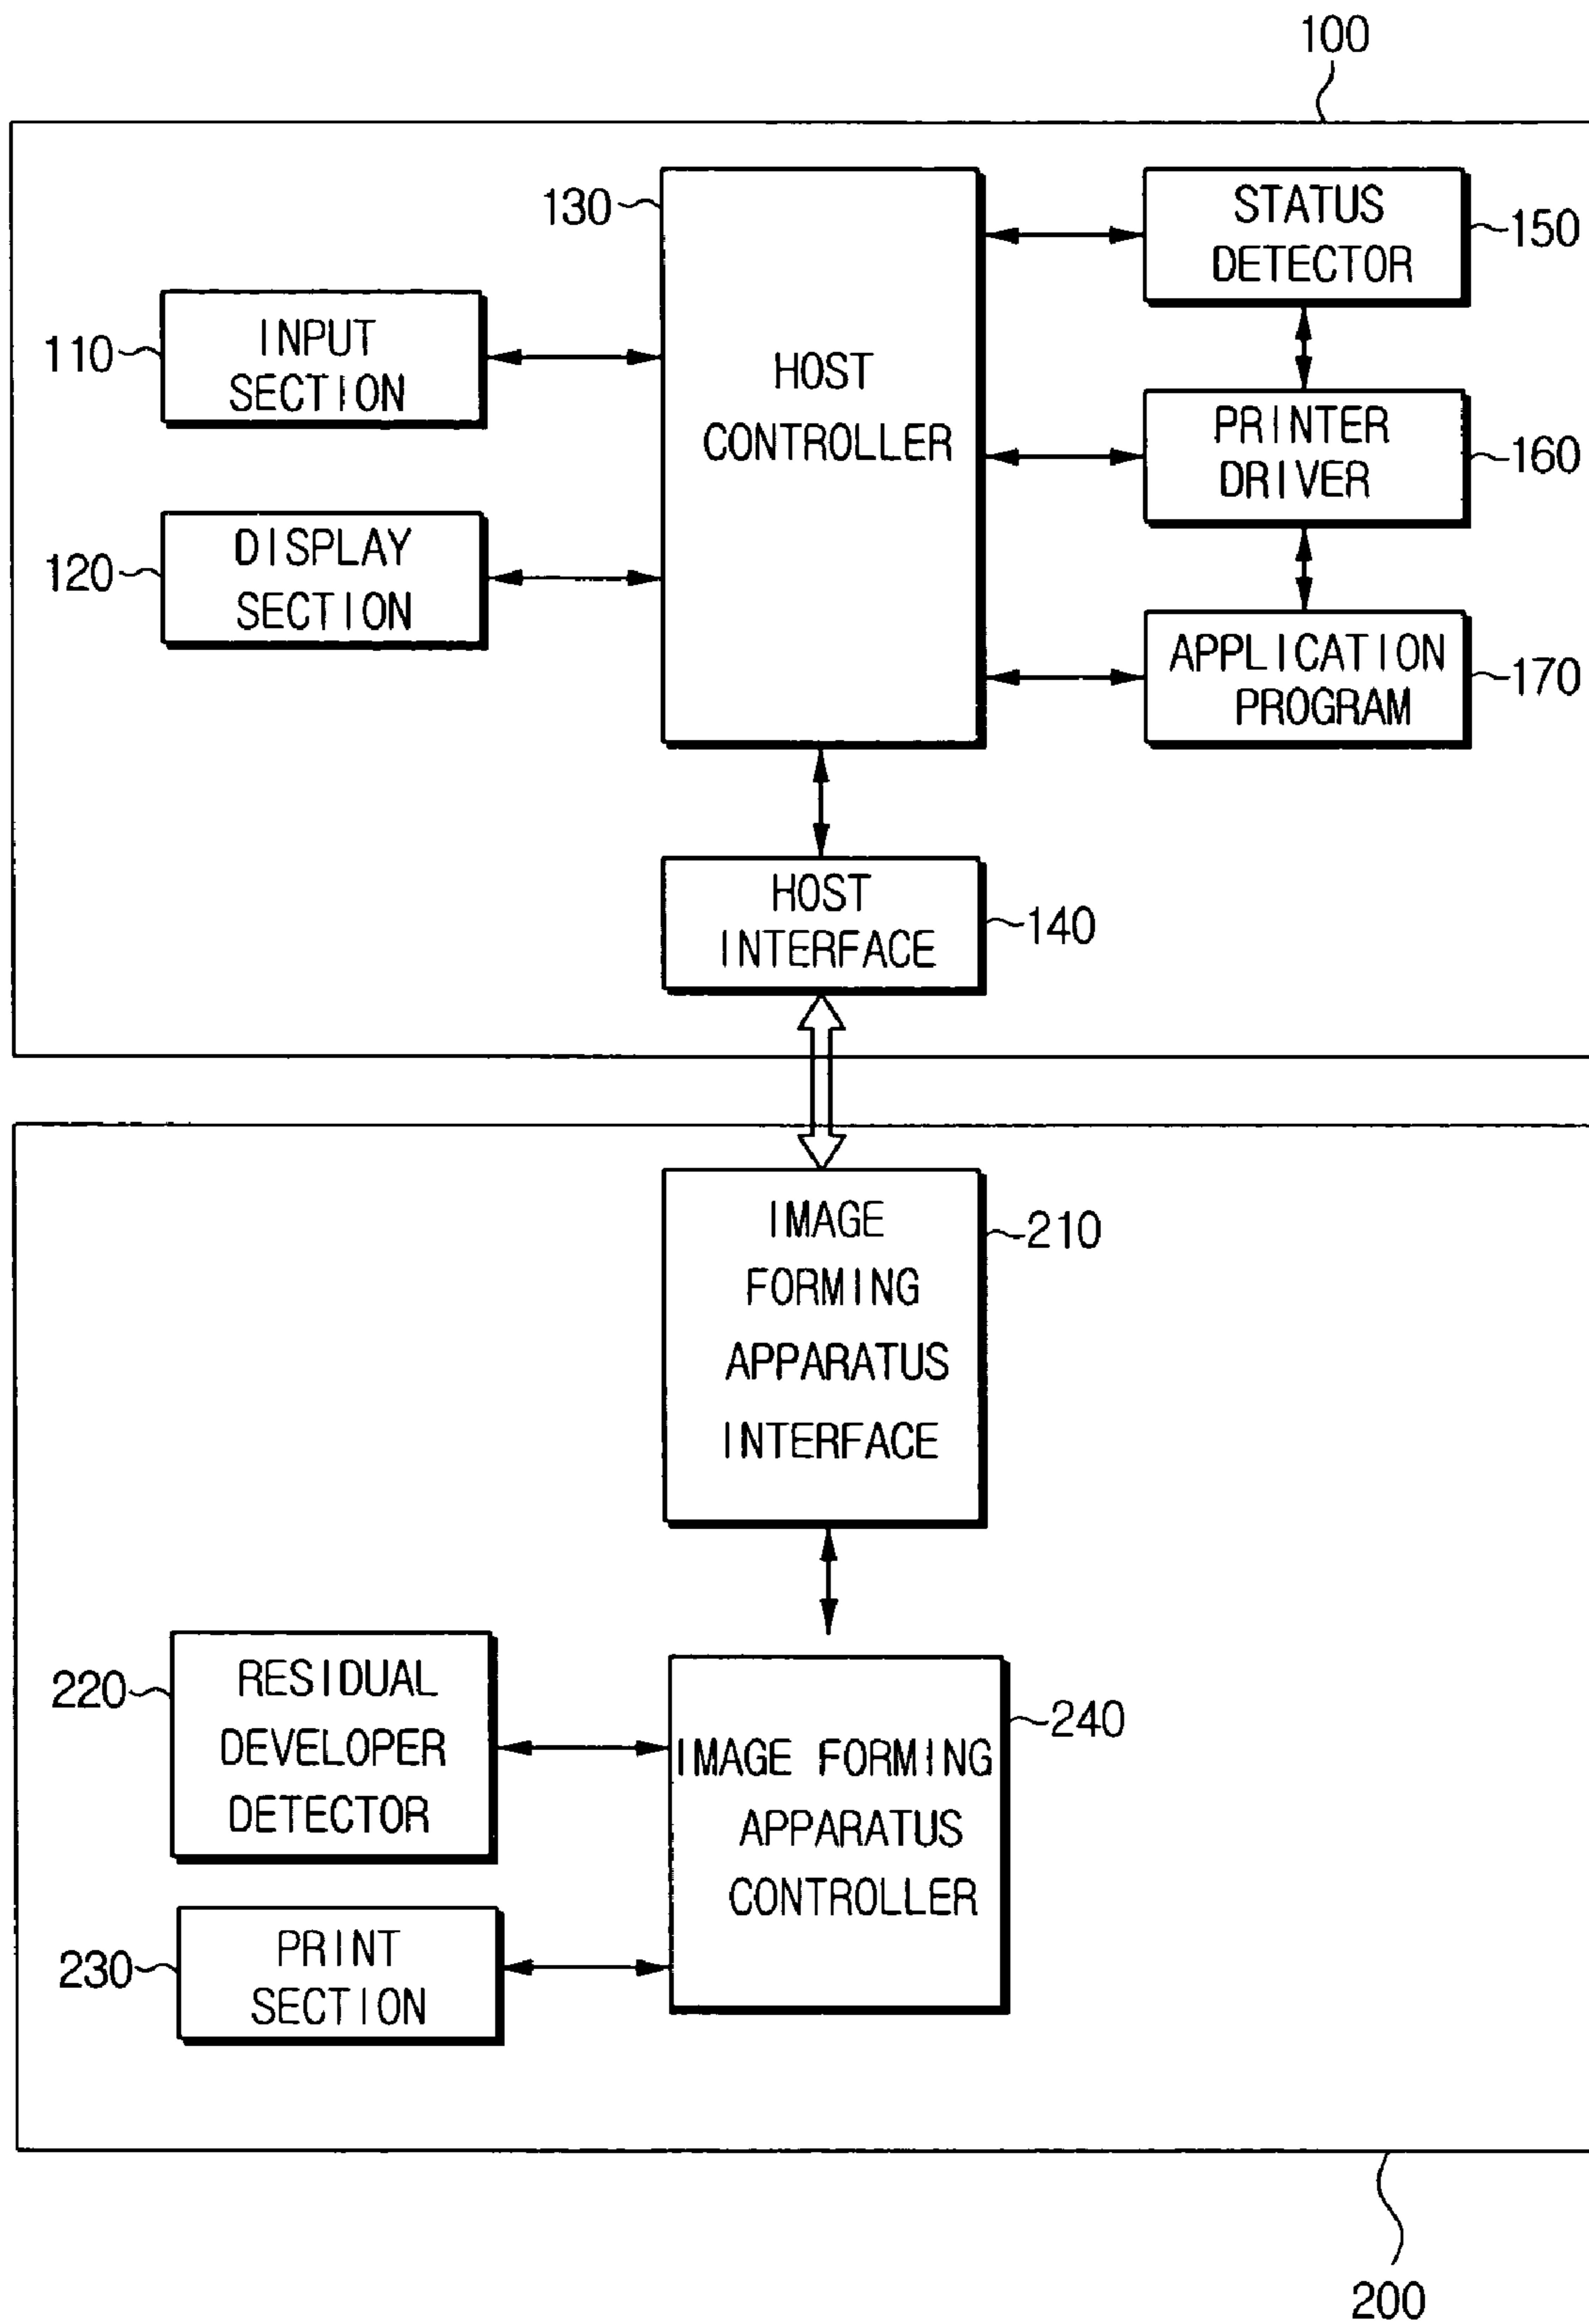 100
130
HOST
CONTROLLER
STATUS
DETECTOR
150
110
INPUT
SECTION
PRINTER
DRIVER
160
120
DISPLAY
SECTION
APPLICATION
PROGRAM
170
HOST
INTERFACE
140
IMAGE
FORMING
APPARATUS
INTERFACE
210
220
RESIDUAL
DEVELOPER
DETECTOR
240
IMAGE FORMING
APPARATUS
CONTROLLER
230
PRINT
SECTION
200